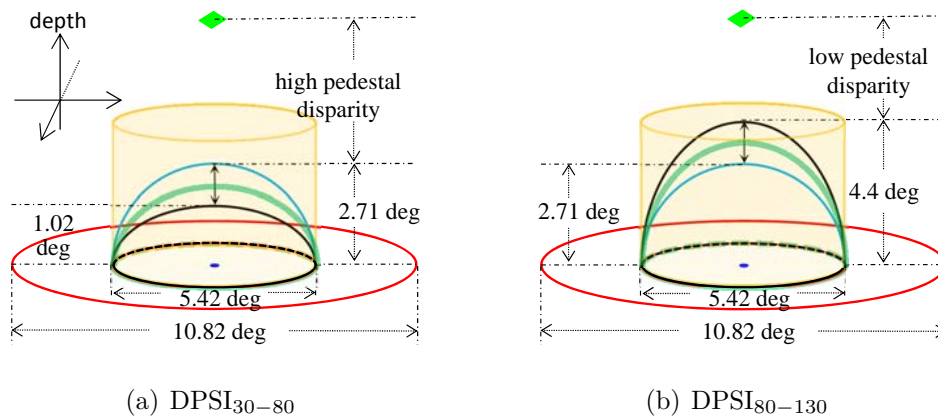 depth
high pedestal
disparity
1.02
deg
2.71 deg
5.42 deg
10.82 deg
(a) DPSI30−80
low pedestal
disparity
2.71 deg
4.4 deg
5.42 deg
10.82 deg
(b) DPSI80−130